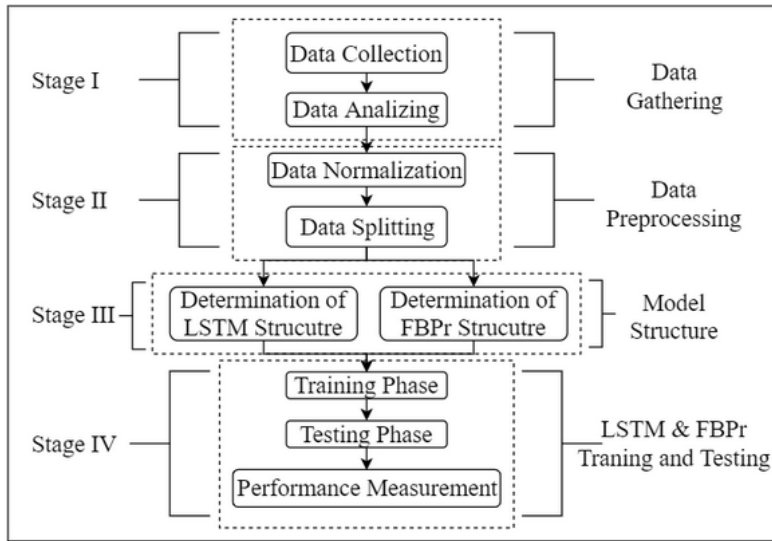 Stage I
Data Collection
Data Analizing
Data
Gathering
Stage II
Data Normalization
Data Splitting
Data
Preprocessing
Stage III
Determination of
LSTM Strucutre
Determination of
FBPr Strucutre
Model
Structure
Stage IV
Training Phase
Testing Phase
Performance Measurement
LSTM & FBPr
Traning and Testing